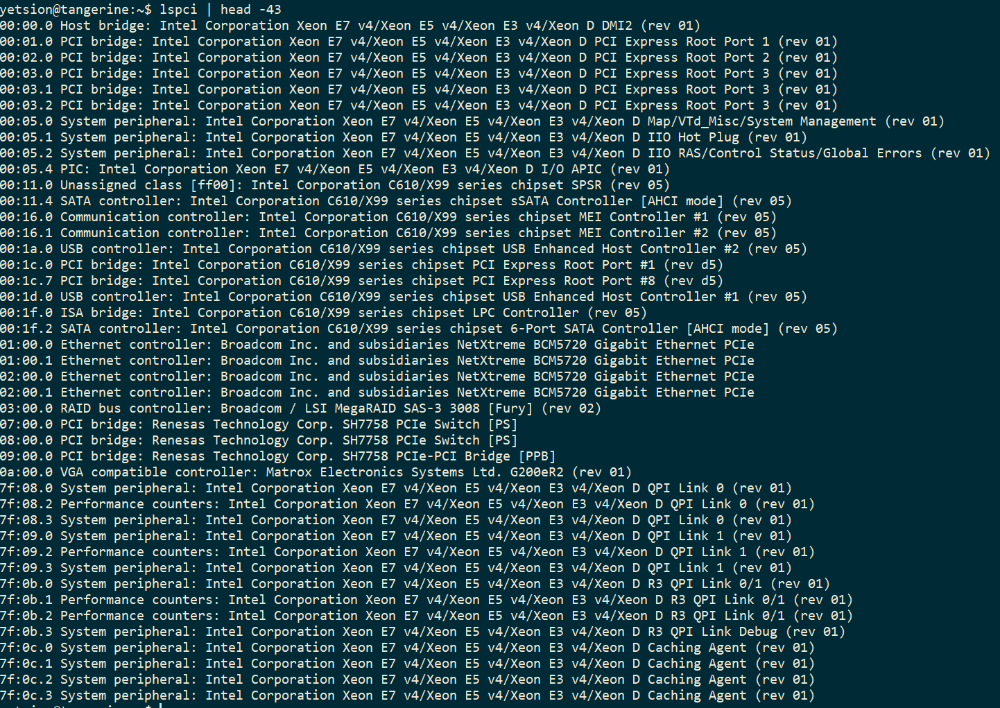 yetsion@tangerine:~$ lspci | head -43
00:00.0 Host bridge: Intel Corporation Xeon E7 v4/Xeon E5 v4/Xeon E3 v4/Xeon D DMI2 (rev 01)
00:01.0 PCI bridge: Intel Corporation Xeon E7 v4/Xeon E5 v4/Xeon E3 v4/Xeon D PCI Express Root Port 1 (rev 01)
00:02.0 PCI bridge: Intel Corporation Xeon E7 v4/Xeon E5 v4/Xeon E3 v4/Xeon D PCI Express Root Port 2 (rev 01)
00:03.0 PCI bridge: Intel Corporation Xeon E7 v4/Xeon E5 v4/Xeon E3 v4/Xeon D PCI Express Root Port 3 (rev 01)
00:03.1 PCI bridge: Intel Corporation Xeon E7 v4/Xeon E5 v4/Xeon E3 v4/Xeon D PCI Express Root Port 3 (rev 01)
00:03.2 PCI bridge: Intel Corporation Xeon E7 v4/Xeon E5 v4/Xeon E3 v4/Xeon D PCI Express Root Port 3 (rev 01)
00:05.0 System peripheral: Intel Corporation Xeon E7 v4/Xeon E5 v4/Xeon E3 v4/Xeon D Map/VTd_Misc/System Management (rev 01)
00:05.1 System peripheral: Intel Corporation Xeon E7 v4/Xeon E5 v4/Xeon E3 v4/Xeon D IIO Hot Plug (rev 01)
00:05.2 System peripheral: Intel Corporation Xeon E7 v4/Xeon E5 v4/Xeon E3 v4/Xeon D IIO RAS/Control Status/Global Errors (rev 01)
00:05.4 PIC: Intel Corporation Xeon E7 v4/Xeon E5 v4/Xeon E3 v4/Xeon D I/O APIC (rev 01)
00:11.0 Unassigned class [ff00]: Intel Corporation C610/X99 series chipset SPSR (rev 05)
00:11.4 SATA controller: Intel Corporation C610/X99 series chipset sSATA Controller [AHCI mode] (rev 05)
00:16.0 Communication controller: Intel Corporation C610/X99 series chipset MEI Controller #1 (rev 05)
00:16.1 Communication controller: Intel Corporation C610/X99 series chipset MEI Controller #2 (rev 05)
00:1a.0 USB controller: Intel Corporation C610/X99 series chipset USB Enhanced Host Controller #2 (rev 05)
00:1c.0 PCI bridge: Intel Corporation C610/X99 series chipset PCI Express Root Port #1 (rev d5)
00:1c.7 PCI bridge: Intel Corporation C610/X99 series chipset PCI Express Root Port #8 (rev d5)
00:1d.0 USB controller: Intel Corporation C610/X99 series chipset USB Enhanced Host Controller #1 (rev 05)
00:1f.0 ISA bridge: Intel Corporation C610/X99 series chipset LPC Controller (rev 05)
00:1f.2 SATA controller: Intel Corporation C610/X99 series chipset 6-Port SATA Controller [AHCI mode] (rev 05)
01:00.0 Ethernet controller: Broadcom Inc. and subsidiaries NetXtreme BCM5720 Gigabit Ethernet PCIe
01:00.1 Ethernet controller: Broadcom Inc. and subsidiaries NetXtreme BCM5720 Gigabit Ethernet PCIe
02:00.0 Ethernet controller: Broadcom Inc. and subsidiaries NetXtreme BCM5720 Gigabit Ethernet PCIe
02:00.1 Ethernet controller: Broadcom Inc. and subsidiaries NetXtreme BCM5720 Gigabit Ethernet PCIe
03:00.0 RAID bus controller: Broadcom / LSI MegaRAID SAS-3 3008 [Fury] (rev 02)
07:00.0 PCI bridge: Renesas Technology Corp. SH7758 PCIe Switch [PS]
08:00.0 PCI bridge: Renesas Technology Corp. SH7758 PCIe Switch [PS]
09:00.0 PCI bridge: Renesas Technology Corp. SH7758 PCIe-PCI Bridge [PPB]
0a:00.0 VGA compatible controller: Matrox Electronics Systems Ltd. G200eR2 (rev 01)
7f:08.0 System peripheral: Intel Corporation Xeon E7 v4/Xeon E5 v4/Xeon E3 v4/Xeon D QPI Link 0 (rev 01)
7f:08.2 Performance counters: Intel Corporation Xeon E7 v4/Xeon E5 v4/Xeon E3 v4/Xeon D QPI Link 0 (rev 01)
7f:08.3 System peripheral: Intel Corporation Xeon E7 v4/Xeon E5 v4/Xeon E3 v4/Xeon D QPI Link 0 (rev 01)
7f:09.0 System peripheral: Intel Corporation Xeon E7 v4/Xeon E5 v4/Xeon E3 v4/Xeon D QPI Link 1 (rev 01)
7f:09.2 Performance counters: Intel Corporation Xeon E7 v4/Xeon E5 v4/Xeon E3 v4/Xeon D QPI Link 1 (rev 01)
7f:09.3 System peripheral: Intel Corporation Xeon E7 v4/Xeon E5 v4/Xeon E3 v4/Xeon D QPI Link 1 (rev 01)
7f:0b.0 System peripheral: Intel Corporation Xeon E7 v4/Xeon E5 v4/Xeon E3 v4/Xeon D R3 QPI Link 0/1 (rev 01)
7f:0b.1 Performance counters: Intel Corporation Xeon E7 v4/Xeon E5 v4/Xeon E3 v4/Xeon D R3 QPI Link 0/1 (rev 01)
7f:0b.2 Performance counters: Intel Corporation Xeon E7 v4/Xeon E5 v4/Xeon E3 v4/Xeon D R3 QPI Link 0/1 (rev 01)
7f:0b.3 System peripheral: Intel Corporation Xeon E7 v4/Xeon E5 v4/Xeon E3 v4/Xeon D R3 QPI Link Debug (rev 01)
7f:0c.0 System peripheral: Intel Corporation Xeon E7 v4/Xeon E5 v4/Xeon E3 v4/Xeon D Caching Agent (rev 01)
7f:0c.1 System peripheral: Intel Corporation Xeon E7 v4/Xeon E5 v4/Xeon E3 v4/Xeon D Caching Agent (rev 01)
7f:0c.2 System peripheral: Intel Corporation Xeon E7 v4/Xeon E5 v4/Xeon E3 v4/Xeon D Caching Agent (rev 01)
7f:0c.3 System peripheral: Intel Corporation Xeon E7 v4/Xeon E5 v4/Xeon E3 v4/Xeon D Caching Agent (rev 01)